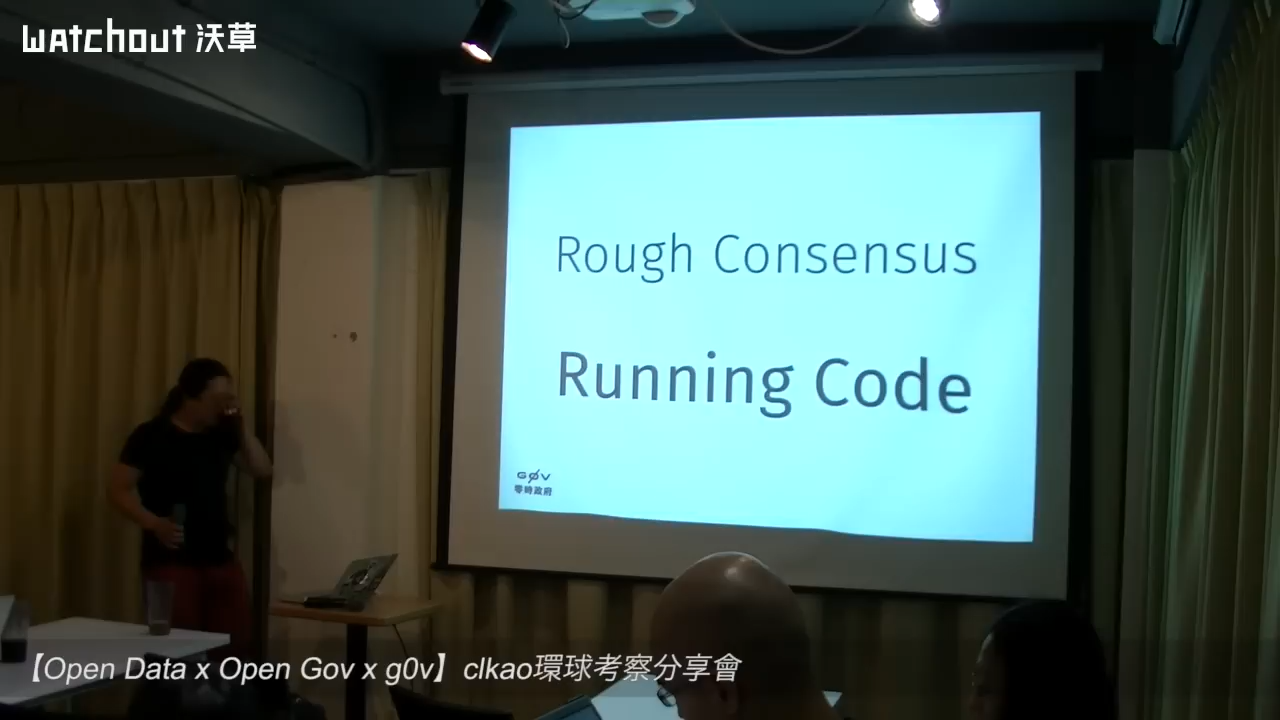 watchout 沃草
Rough Consensus
Running Code
G0V
零時政府
【Open Data x Open Gov x g0v】clkao環球考察分享會